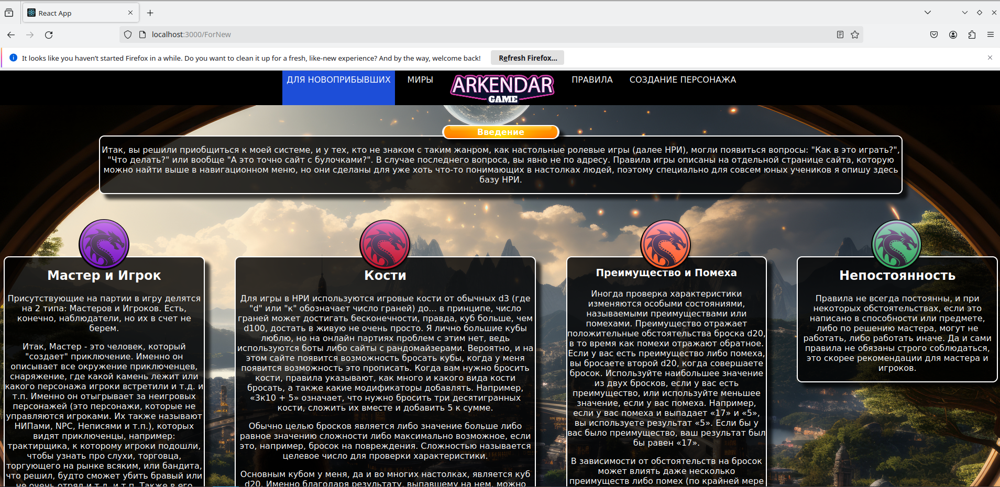 React App
localhost:3000/ForNew
It looks like you haven't started Firefox in a while. Do you want to clean it up for a fresh, like-new experience? And by the way, welcome back!
Refresh Firefox...
ДЛЯ НОВОПРИБЫВШИХ
МИРЫ
ARKENDAR
GAME
ПРАВИЛА
СОЗДАНИЕ ПЕРСОНАЖА
Введение
Итак, вы решили приобщиться к моей системе, и у тех, кто не знаком с таким жанром, как настольные ролевые игры (далее НРИ), могли появиться вопросы: "Как в это играть?",
"Что делать?" или вообще "А это точно сайт с булочками?". В случае последнего вопроса, вы явно не по адресу. Правила игры описаны на отдельной странице сайта, которую
можно найти выше в навигационном меню, но они сделаны для уже хоть что-то понимающих в настолках людей, поэтому специально для совсем юных учеников я опишу здесь
базу НРИ.
Мастер и Игрок
Присутствующие на партии в игру делятся
на 2 типа: Мастеров и Игроков. Есть,
конечно, наблюдатели, но их в счет не
берем.
Итак, Мастер - это человек, который
"создает" приключение. Именно он
описывает все окружение приключенцев,
снаряжение, где какой камень лежит или
какого персонажа игроки встретили и т.д. и
т.п. Именно он отыгрывает за неигровых
персонажей (это персонажи, которые не
управляются игроками. Их также называют
НИПами, NPC, Неписями и т.п.), которых
видят приключенцы, например:
трактирщика, к которому игроки подошли,
чтобы узнать про слухи, торговца,
торгующего на рынке всяким, или бандита,
что решил, будто сможет убить бравый или
не очень отряд и т.д. и т.п. Также в его
Кости
Для игры в НРИ используются игровые кости от обычных d3 (где
"d" или "к" обозначает число граней) до... в принципе, число
граней может достигать бесконечности, правда, куб больше, чем
d100, достать в живую не очень просто. Я лично большие кубы
люблю, но на онлайн партиях проблем с этим нет, ведь
используются боты либо сайты с рандомайзерами. Вероятно, и на
этом сайте появится возможность бросать кубы, когда у меня
появится возможность это прописать. Когда вам нужно бросить
кости, правила указывают, как много и какого вида кости
бросать, а также какие модификаторы добавлять. Например,
«3к10 + 5» означает, что нужно бросить три десятигранных
кости, сложить их вместе и добавить 5 к сумме.
Обычно целью бросков является либо значение больше либо
равное значению сложности либо максимально возможное, если
это, например, бросок на повреждения. Сложностью называется
целевое число для проверки характеристики.
Основным кубом у меня, да и во многих настолках, является куб
d20. Именно благодаря результату, выпавшему на нем, можно
Преимущество и Помеха
Иногда проверка характеристики
изменяются особыми состояниями,
называемыми преимуществами или
помехами. Преимущество отражает
положительные обстоятельства броска d20,
в то время как помехи отражают обратное.
Если у вас есть преимущество либо помеха,
вы бросаете второй d20, когда совершаете
бросок. Используйте наибольшее значение
из двух бросков, если у вас есть
преимущество, или используйте меньшее
значение, если у вас помеха. Например,
если у вас помеха и выпадает «17» и «5»,
вы используете результат «5». Если бы у
вас было преимущество, ваш результат был
бы равен «17».
В зависимости от обстоятельств на бросок
может влиять даже несколько
преимуществ либо помех (по крайней мере
Непостоянность
Правила не всегда постоянны, и при
некоторых обстоятельствах, если это
написано в способности или предмете,
либо по решению мастера, могут не
работать, либо работать иначе. Да и сами
правила не обязаны строго соблюдаться,
это скорее рекомендации для мастера и
игроков.